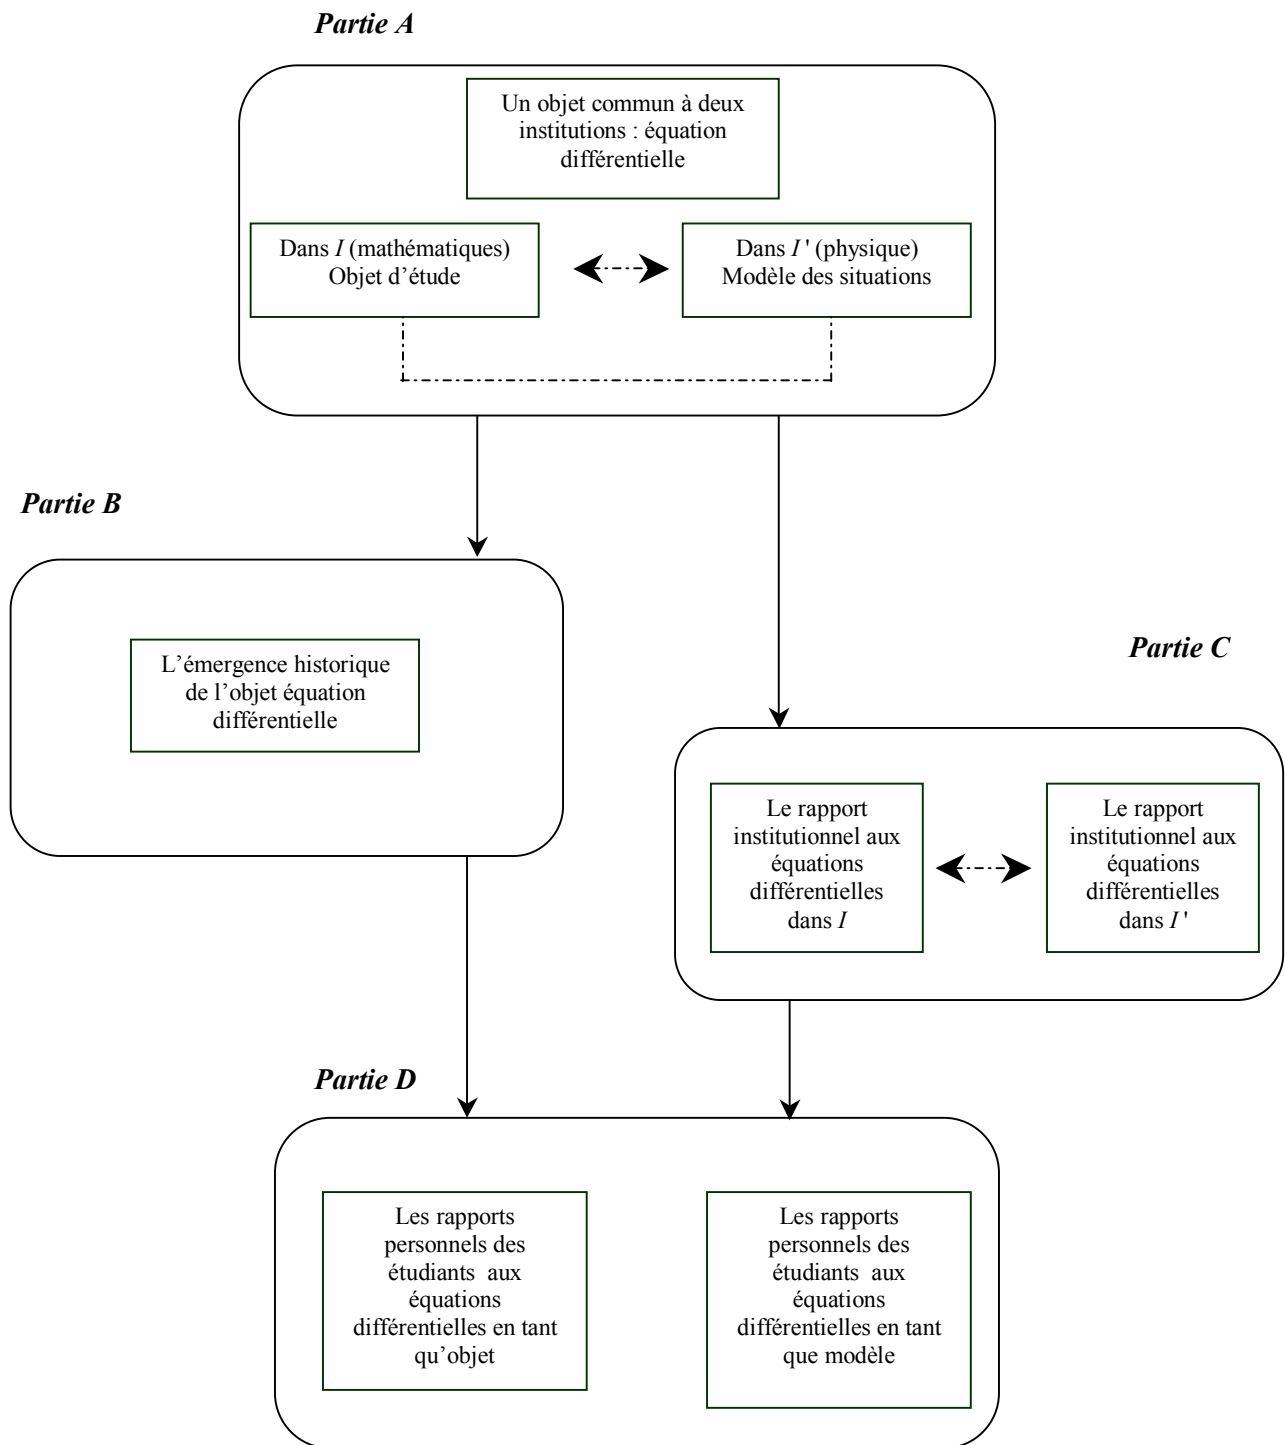 Partie A
Un objet commun à deux
institutions : équation
différentielle
Dans I (mathématiques)
Objet d’étude
Dans I ' (physique)
Modèle des situations
Partie B
L’émergence historique
de l’objet équation
différentielle
Partie C
Le rapport
institutionnel aux
équations
différentielles
dans I
Le rapport
institutionnel aux
équations
différentielles
dans I '
Partie D
Les rapports
personnels des
étudiants aux
équations
différentielles en tant
qu’objet
Les rapports
personnels des
étudiants aux
équations
différentielles en tant
que modèle